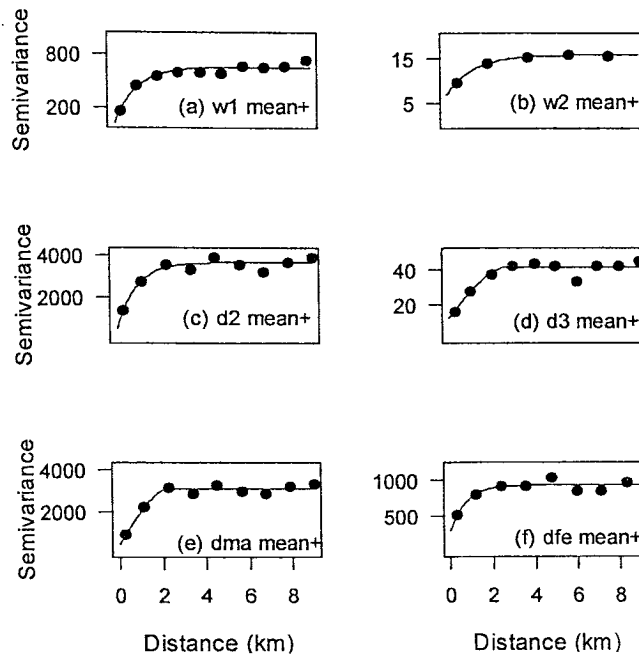 Semivariance
800
200
(a) w1 mean+
15
5
(b) w2 mean+
Semivariance
4000
2000
(c) d2 mean+
40
20
(d) d3 mean+
Semivariance
4000
2000
(e) dma mean+
1000
500
(f) dfe mean+
0 2 4 6 8
0 2 4 6 8
Distance (km)
Distance (km)